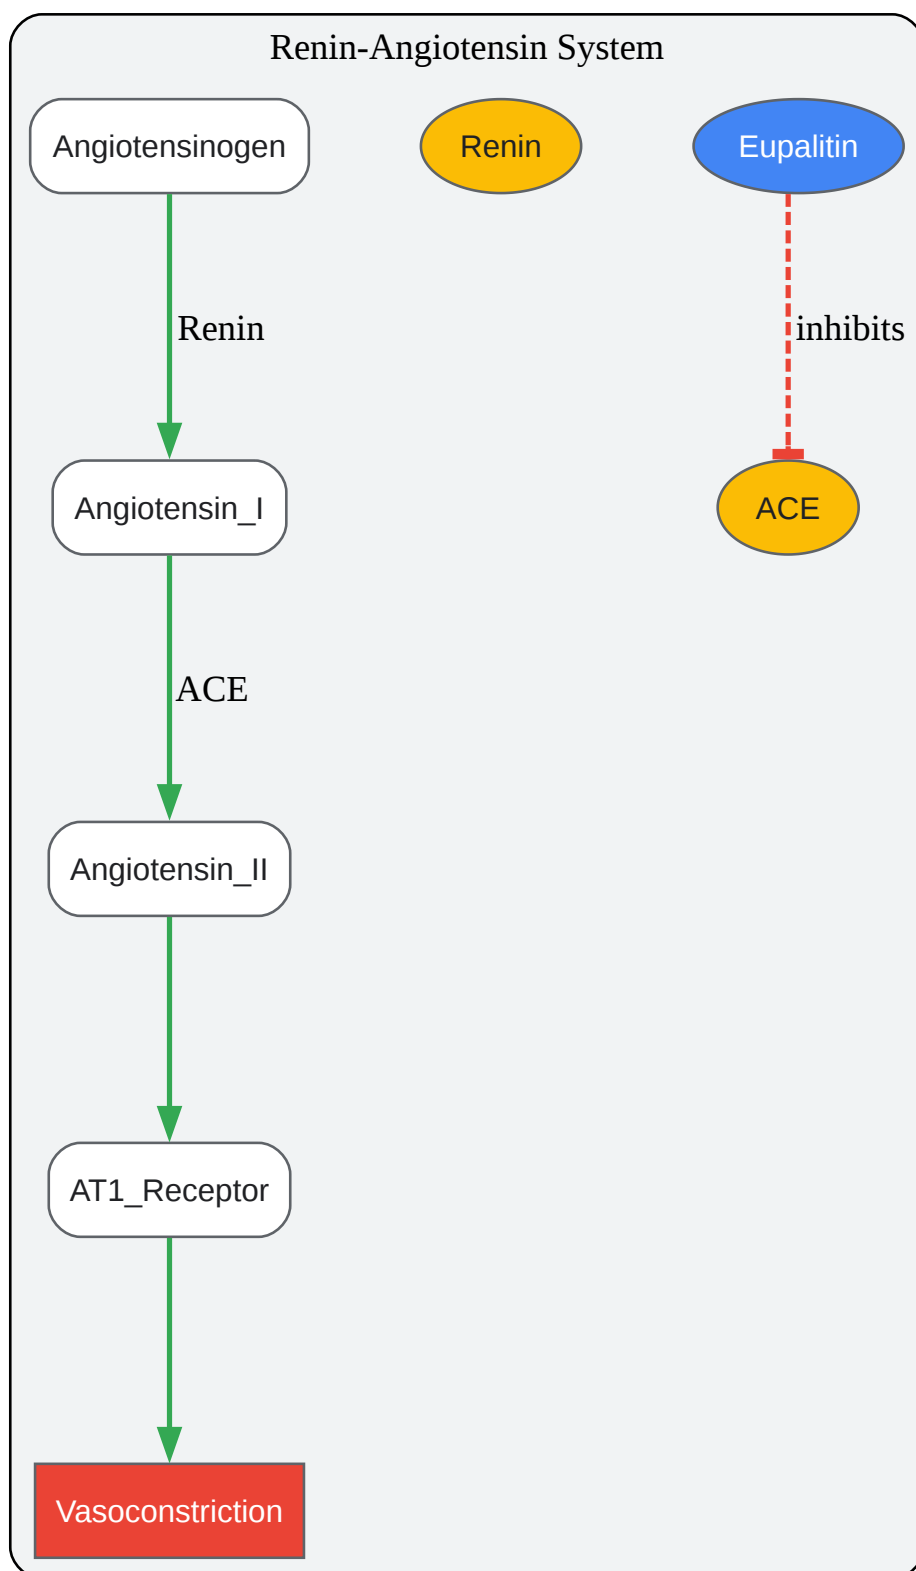 Renin-Angiotensin System
Angiotensinogen
Renin
Eupalitin
Renin
inhibits
Angiotensin_I
ACE
ACE
Angiotensin_II
AT1_Receptor
Vasoconstriction